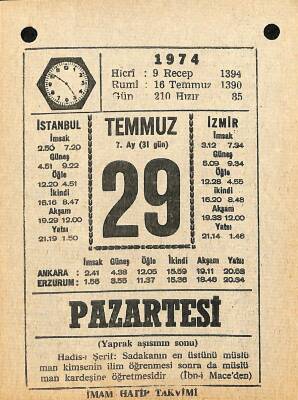 1974
Hicrî : 9 Recep 1394
Rumî : 16 Temmuz 1390
Gün : 210 Hızır 85
İSTANBUL
İmsak
2.50 7.20
Güneş
4.51 9.22
Öğle
12.20 4.51
İkindi
16.16 8.47
Akşam
19.29 12.00
Yatsı
21.19 1.50
TEMMUZ
7. Ay (31 gün)
29
İZMİR
İmsak
3.12 7.34
Güneş
5.09 9.34
Öğle
12.28 4.55
İkindi
16.20 8.48
Akşam
19.33 12.00
Yatsı
21.14 1.46
İmsak Güneş Öğle İkindi Akşam Yatsı
ANKARA : 2.41 4.38 12.05 15.59 19.11 20.58
ERZURUM : 1.56 3.55 11.37 15.36 18.46 20.34
PAZARTESİ
(Yaprak aşısının sonu)
Hadis-i Şerif: Sadakanın en üstünü müslü
man kimsenin ilim öğrenmesi sonra da müslü
man kardeşine öğretmesidir (İbn-i Mace'den)
İMAM HATİP TAKVİMİ